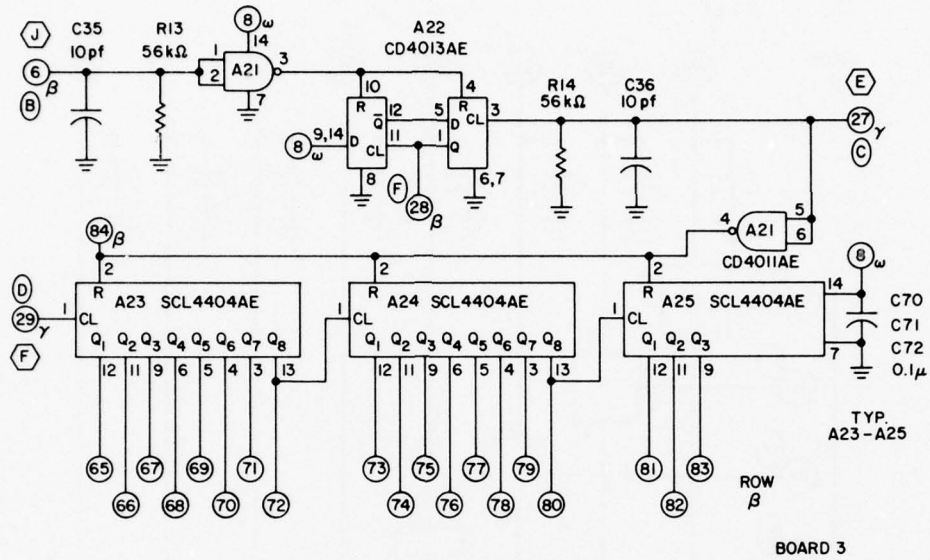 J
C35
10 pf
R13
56kΩ
8 ω
14
A22
CD4013AE
6 β
B
1
2
A21
3
7
10
R
Q̄
12
11
D
CL
9,14
8 ω
8
4
5
R
D
CL
3
1
Q
6,7
F
28 β
R14
56kΩ
C36
10 pf
E
27 γ
C
84 β
4
A21
5
6
CD4011AE
8 ω
D
29 γ
F
1
2
R
A23 SCL4404AE
CL
Q1 Q2 Q3 Q4 Q5 Q6 Q7 Q8
12 11 9 6 5 4 3 13
1
2
R
A24 SCL4404AE
CL
Q1 Q2 Q3 Q4 Q5 Q6 Q7 Q8
12 11 9 6 5 4 3 13
1
2
R
A25 SCL4404AE
CL
Q1 Q2 Q3
12 11 9
14
7
C70
C71
C72
0.1μ
TYP.
A23-A25
65 67 69 71 73 75 77 79 81 83
66 68 70 72 74 76 78 80 82
ROW
β
BOARD 3